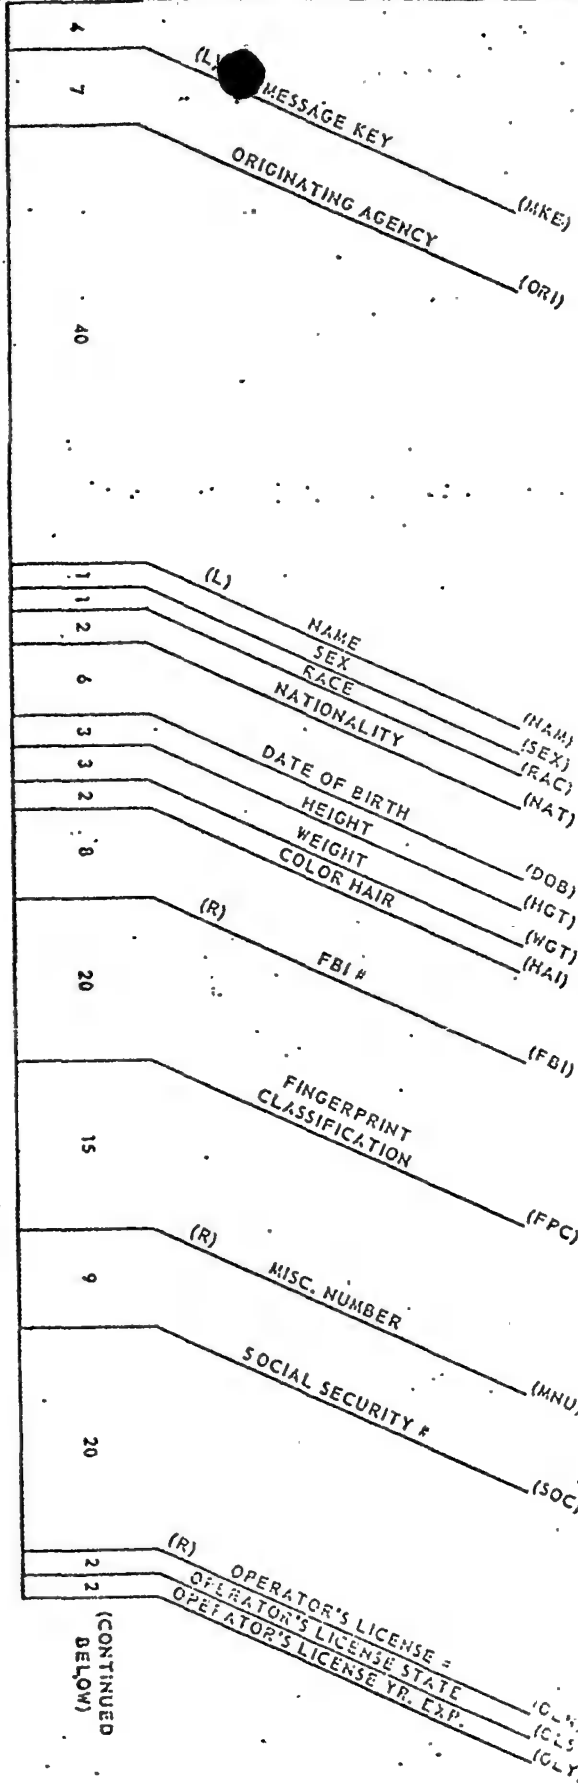 4
(L) MESSAGE KEY (MKE)
7
ORIGINATING AGENCY (ORI)
40
(L) NAME (NAM)
1
SEX (SEX)
1
RACE (RAC)
2
NATIONALITY (NAT)
6
DATE OF BIRTH (DOB)
3
HEIGHT (HGT)
3
WEIGHT (WGT)
2
COLOR HAIR (HAI)
8
(R) FBI # (FBI)
20
FINGERPRINT
CLASSIFICATION (FPC)
15
(R) MISC. NUMBER (MNU)
9
SOCIAL SECURITY # (SOC)
20
(R) OPERATOR'S LICENSE #
2
OPERATOR'S LICENSE STATE (OLS
2
OPERATOR'S LICENSE YR. EXP. (OLY
(CONTINUED
BELOW)